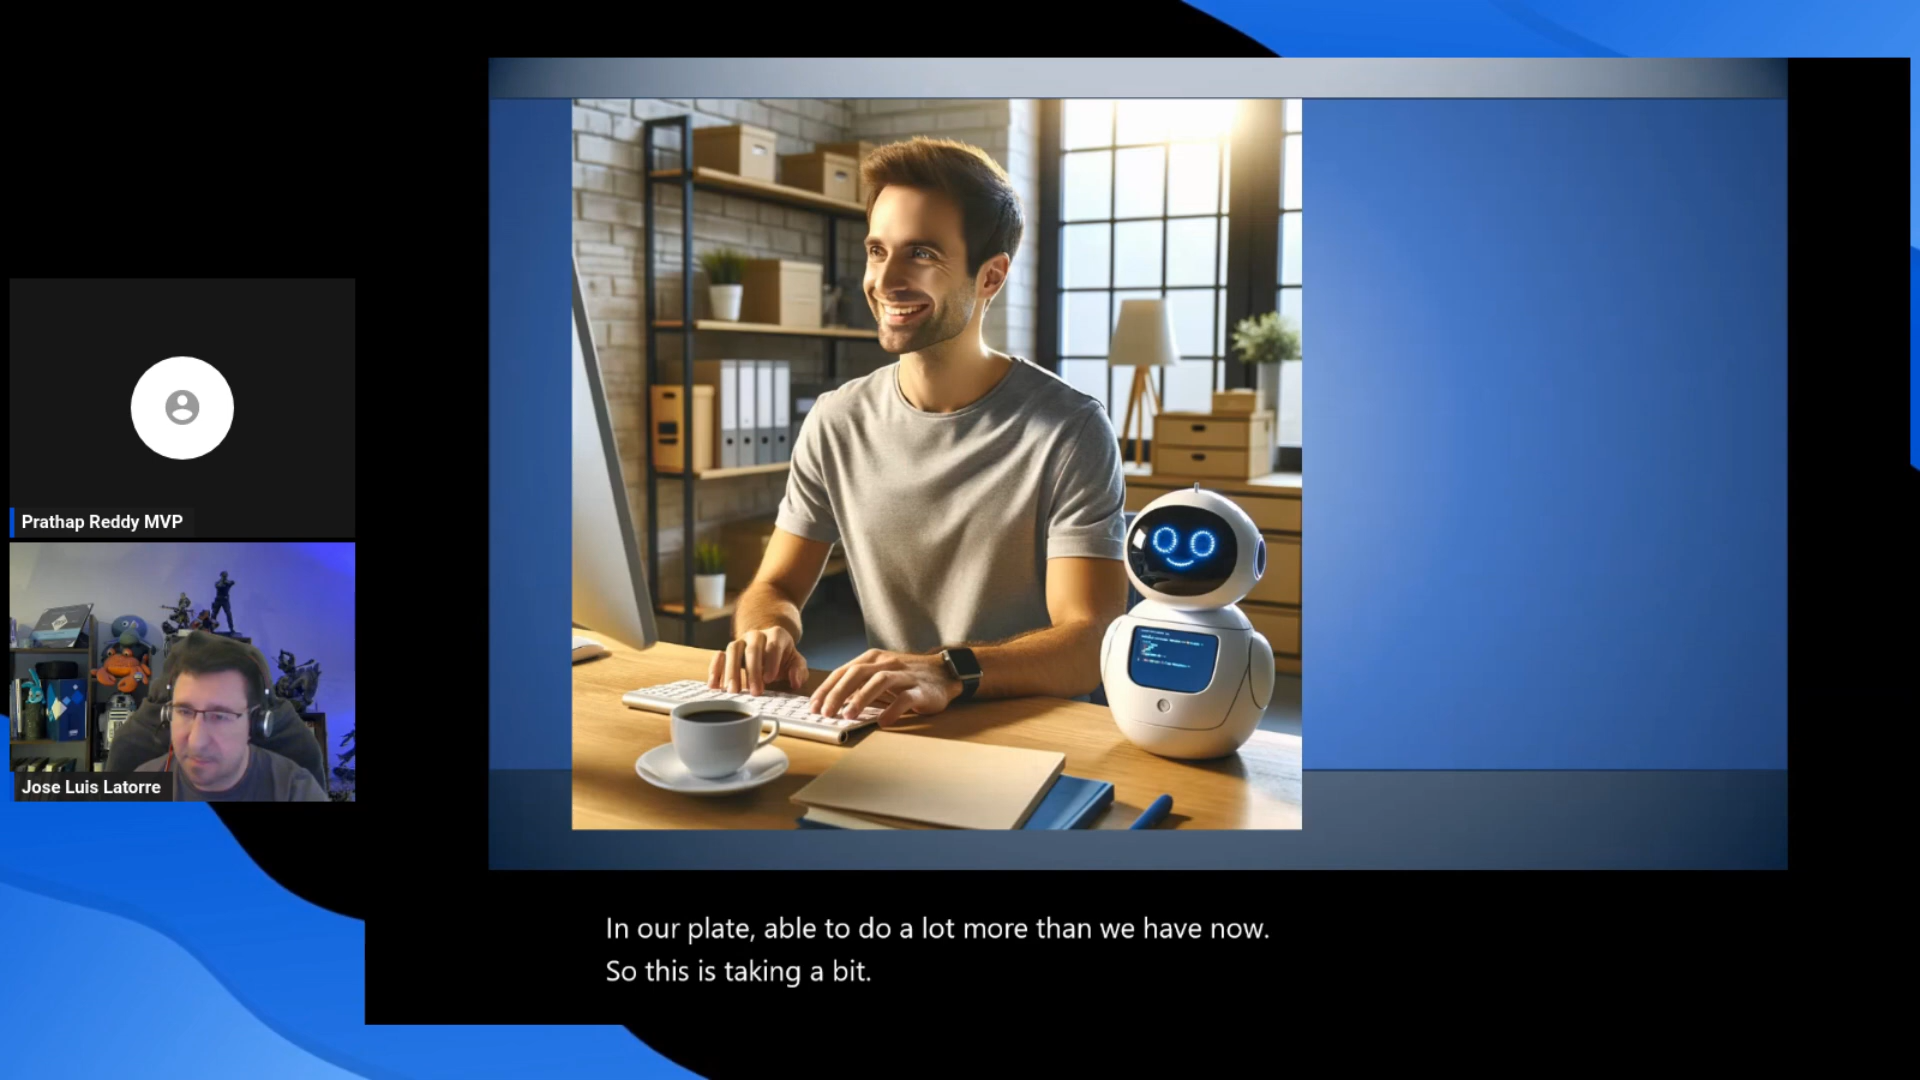 Prathap Reddy MVP
Jose Luis Latorre
In our plate, able to do a lot more than we have now.
So this is taking a bit.